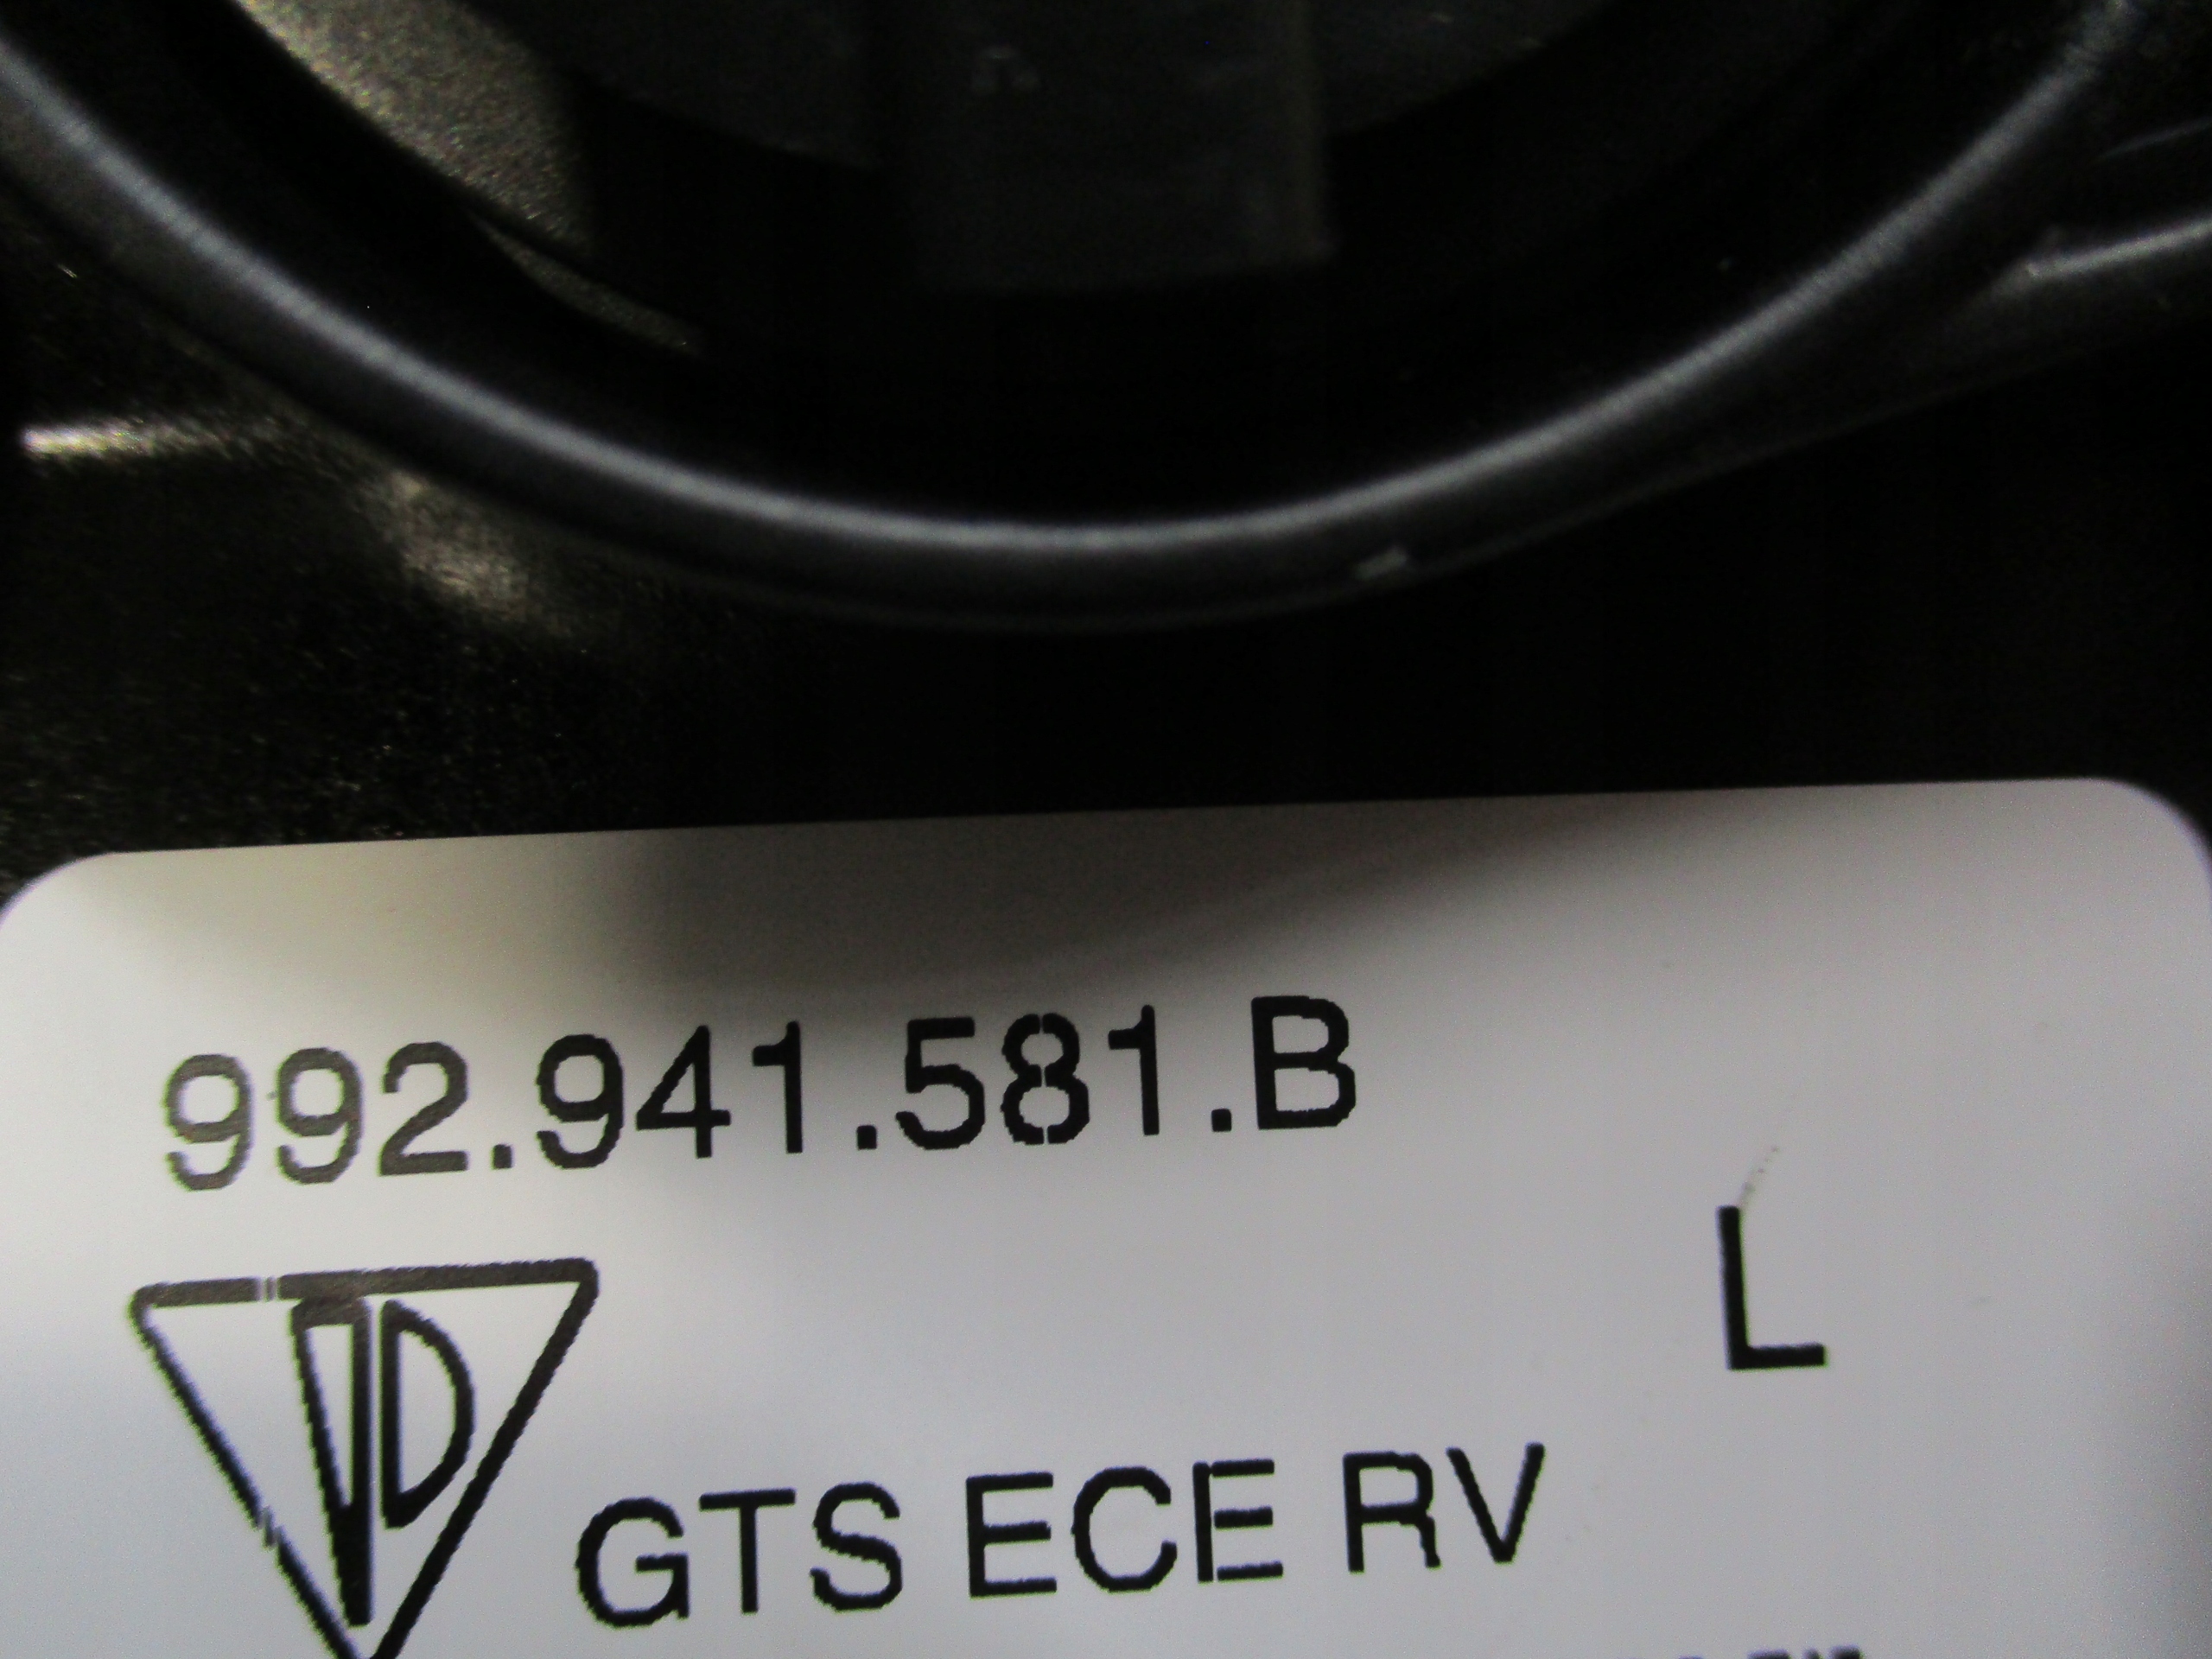 992.941.581.B
L
GTS ECE RV